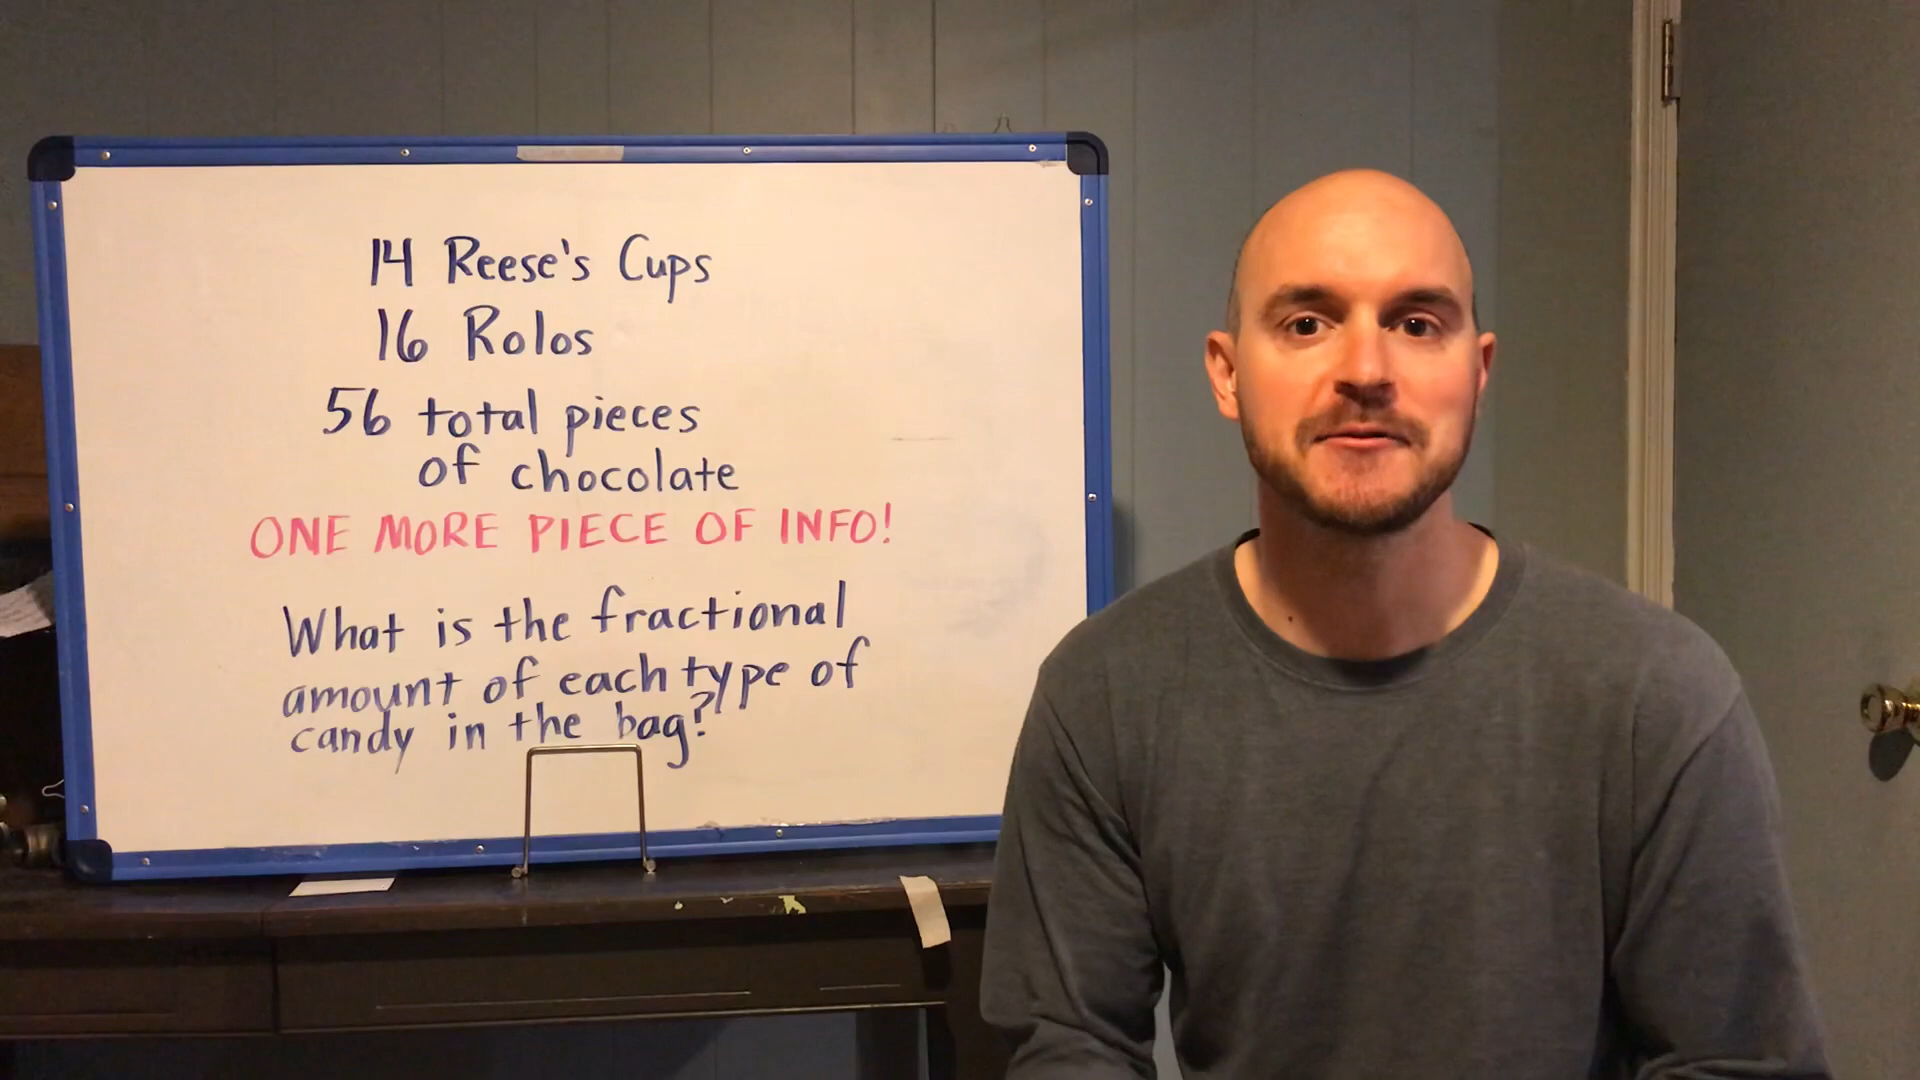 14 Reese's Cups
16 Rolos
56 total pieces
of chocolate
ONE MORE PIECE OF INFO!
What is the fractional
amount of each type of
candy in the bag?